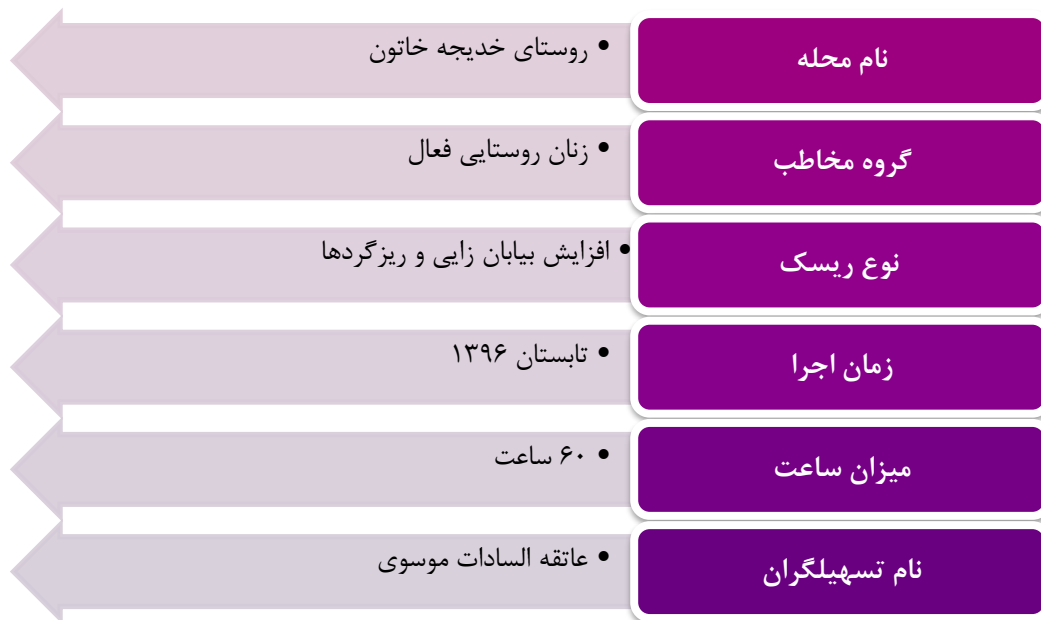 نام محله
• روستای خدیجه خاتون
گروه مخاطب
• زنان روستایی فعال
نوع ریسک
• افزایش بیابان زایی و ریزگردها
زمان اجرا
• تابستان ۱۳۹۶
میزان ساعت
• ۶۰ ساعت
نام تسهیلگران
• عاتقه السادات موسوی